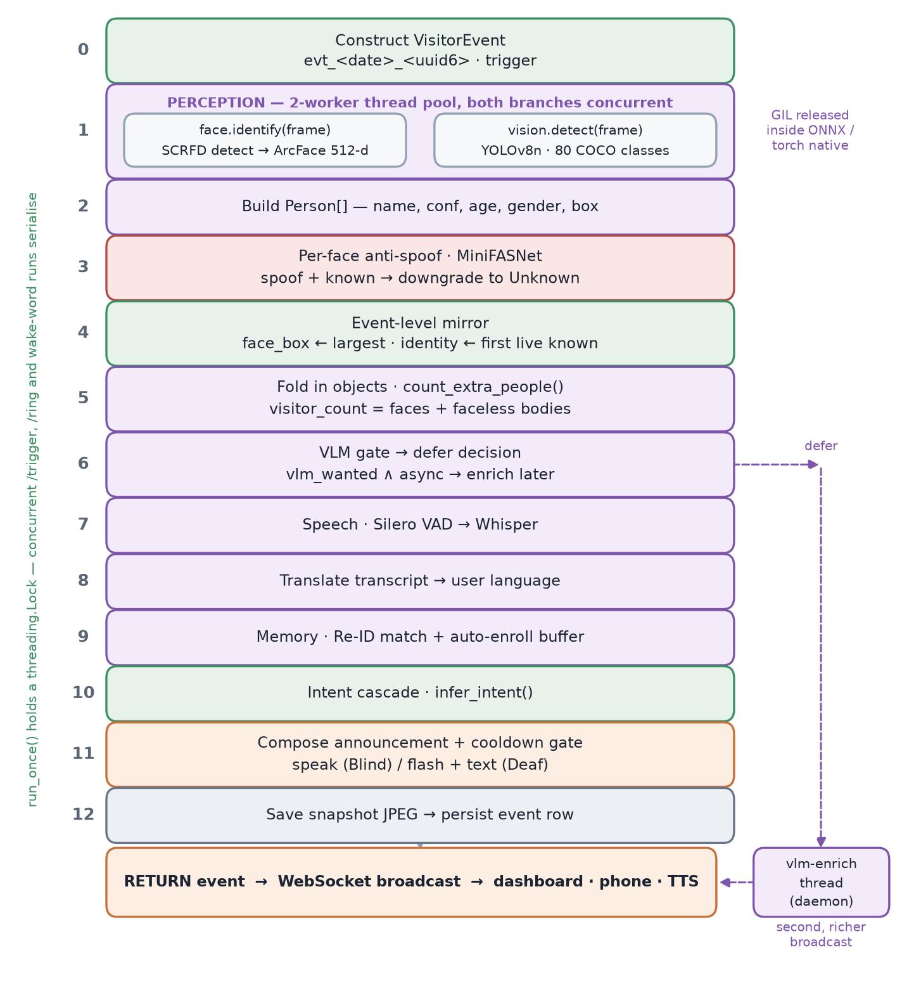 0
Construct VisitorEvent
evt_<date>_<uuid6> · trigger
PERCEPTION — 2-worker thread pool, both branches concurrent
1
face.identify(frame)
SCRFD detect → ArcFace 512-d
vision.detect(frame)
YOLOv8n · 80 COCO classes
GIL released
inside ONNX /
torch native
2
Build Person[] — name, conf, age, gender, box
3
Per-face anti-spoof · MiniFASNet
spoof + known → downgrade to Unknown
4
Event-level mirror
face_box ← largest · identity ← first live known
5
Fold in objects · count_extra_people()
visitor_count = faces + faceless bodies
6
VLM gate → defer decision
vlm_wanted ∧ async → enrich later
defer
7
Speech · Silero VAD → Whisper
8
Translate transcript → user language
9
Memory · Re-ID match + auto-enroll buffer
10
Intent cascade · infer_intent()
11
Compose announcement + cooldown gate
speak (Blind) / flash + text (Deaf)
12
Save snapshot JPEG → persist event row
RETURN event → WebSocket broadcast → dashboard · phone · TTS
vlm-enrich
thread
(daemon)
second, richer
broadcast
run_once() holds a threading.Lock — concurrent /trigger, /ring and wake-word runs serialise